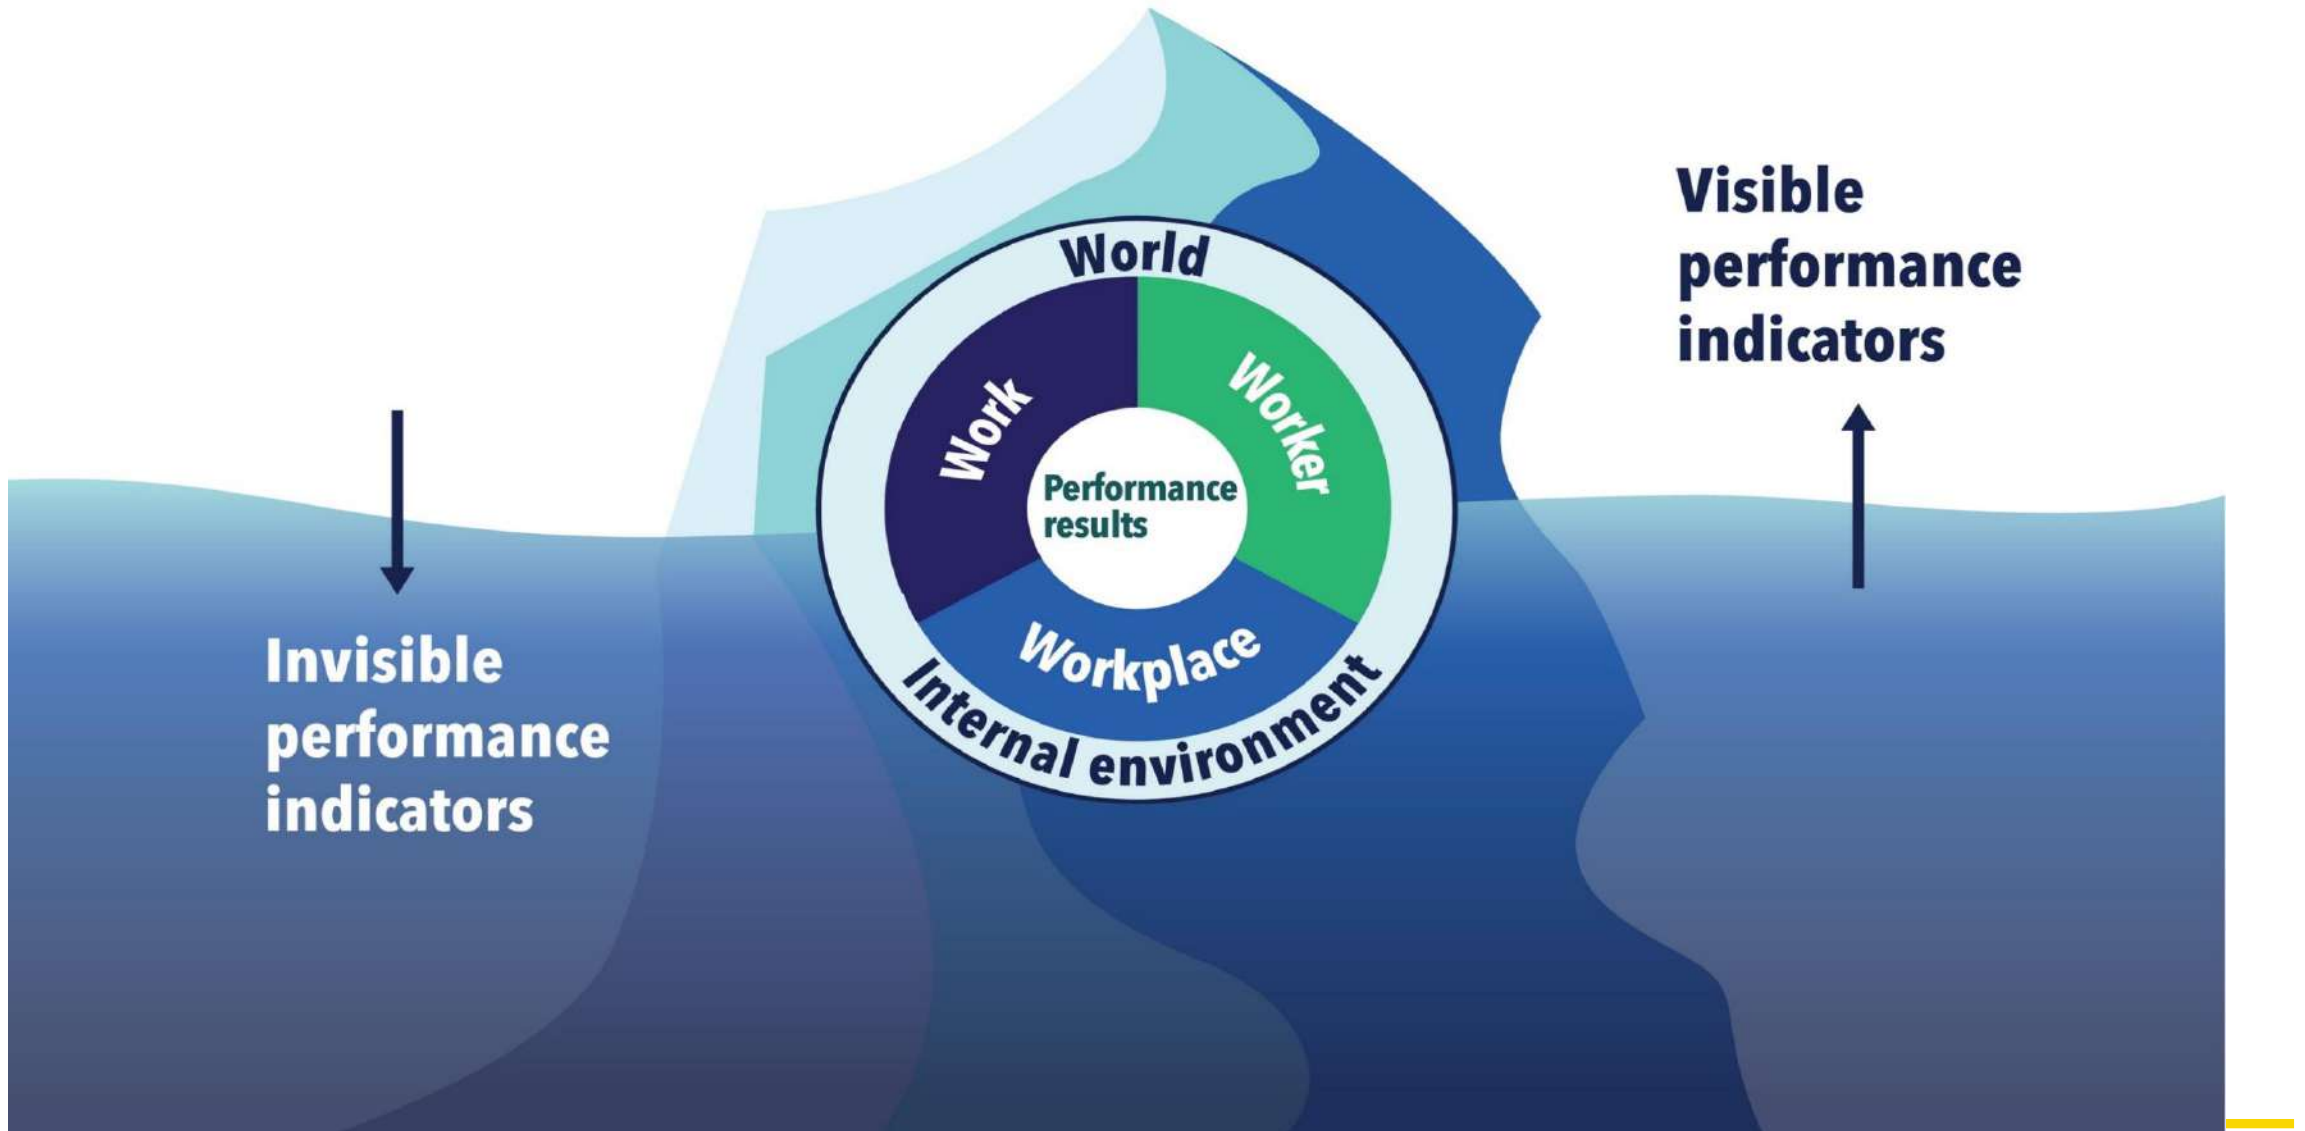 World
Work
Worker
Performance
results
Workplace
Internal environment
Visible
performance
indicators
Invisible
performance
indicators